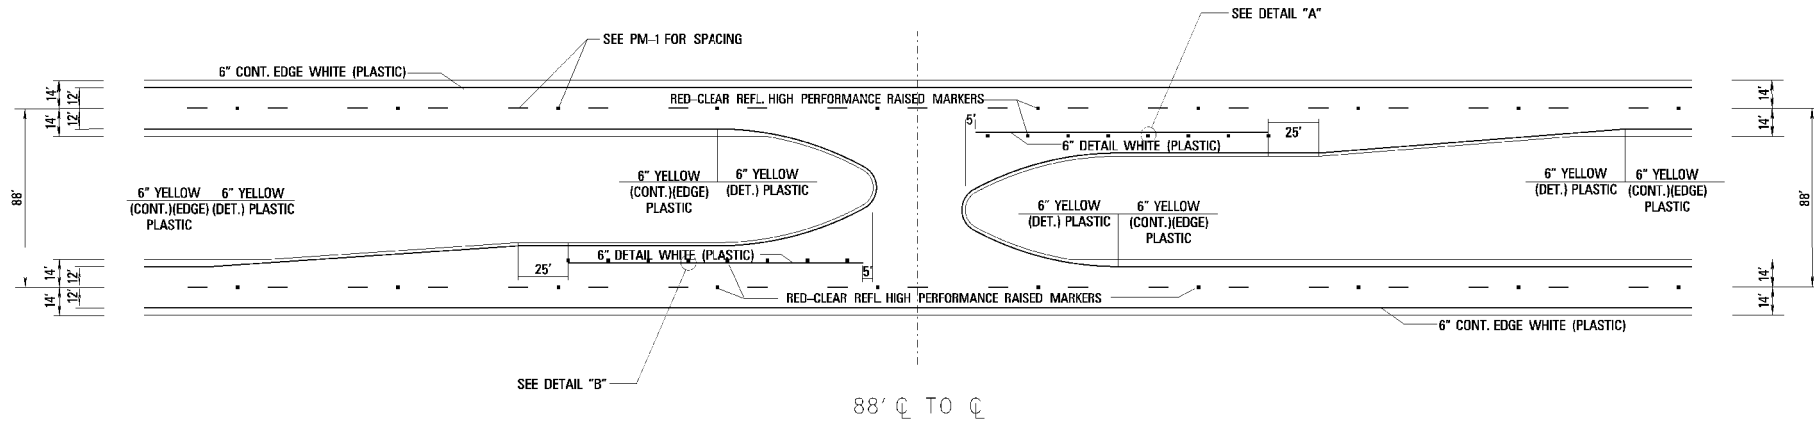 SEE DETAIL "A"
SEE PM-1 FOR SPACING
6" CONT. EDGE WHITE (PLASTIC)
RED-CLEAR REFL. HIGH PERFORMANCE RAISED MARKERS
14'
12'
14'
12'
14'
14'
5'
25'
6" DETAIL WHITE (PLASTIC)
6" YELLOW
(CONT.)(EDGE)
PLASTIC
6" YELLOW
(DET.) PLASTIC
6" YELLOW
(DET.) PLASTIC
6" YELLOW
(CONT.)(EDGE)
PLASTIC
88'
6" YELLOW
(CONT.)(EDGE)
PLASTIC
6" YELLOW
(DET.) PLASTIC
6" YELLOW
(DET.) PLASTIC
6" YELLOW
(CONT.)(EDGE)
PLASTIC
88'
6" DETAIL WHITE (PLASTIC)
25'
5'
14'
12'
14'
12'
14'
14'
RED-CLEAR REFL. HIGH PERFORMANCE RAISED MARKERS
6" CONT. EDGE WHITE (PLASTIC)
SEE DETAIL "B"
88' ℄ TO ℄